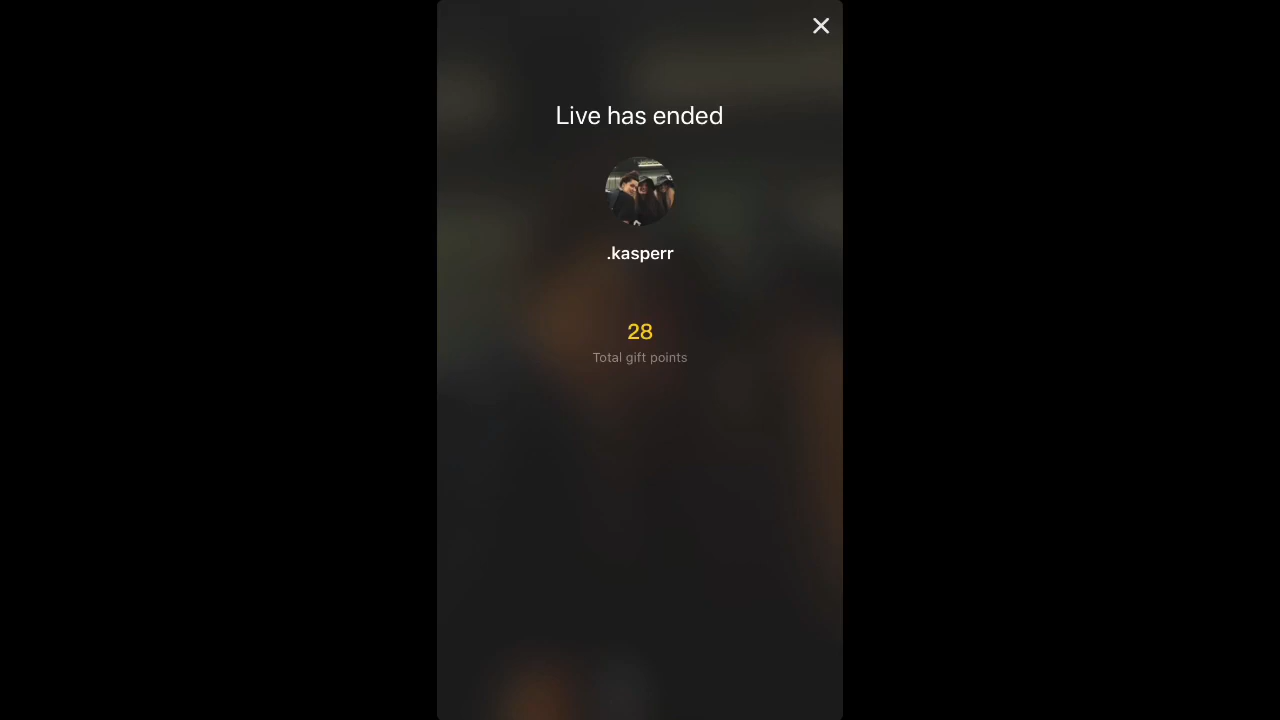 Live has ended
.kasperr
28
Total gift points